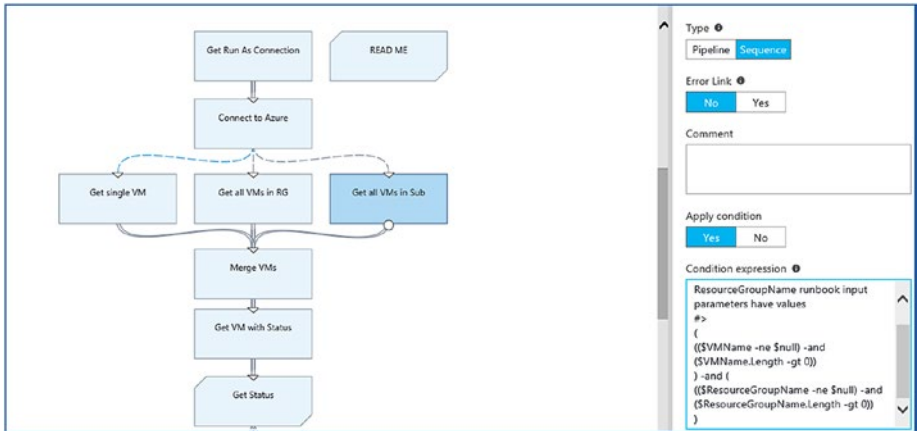 Get Run As Connection
READ ME
Connect to Azure
Get single VM
Get all VMs in RG
Get all VMs in Sub
Merge VMs
Get VM with Status
Get Status
Type
Pipeline Sequence
Error Link
No Yes
Comment
Apply condition
Yes No
Condition expression
ResourceGroupName runbook input
parameters have values
#>
(
(($VMName -ne $null) -and
($VMName.Length -gt 0))
) -and (
(($ResourceGroupName -ne $null) -and
($ResourceGroupName.Length -gt 0))
)